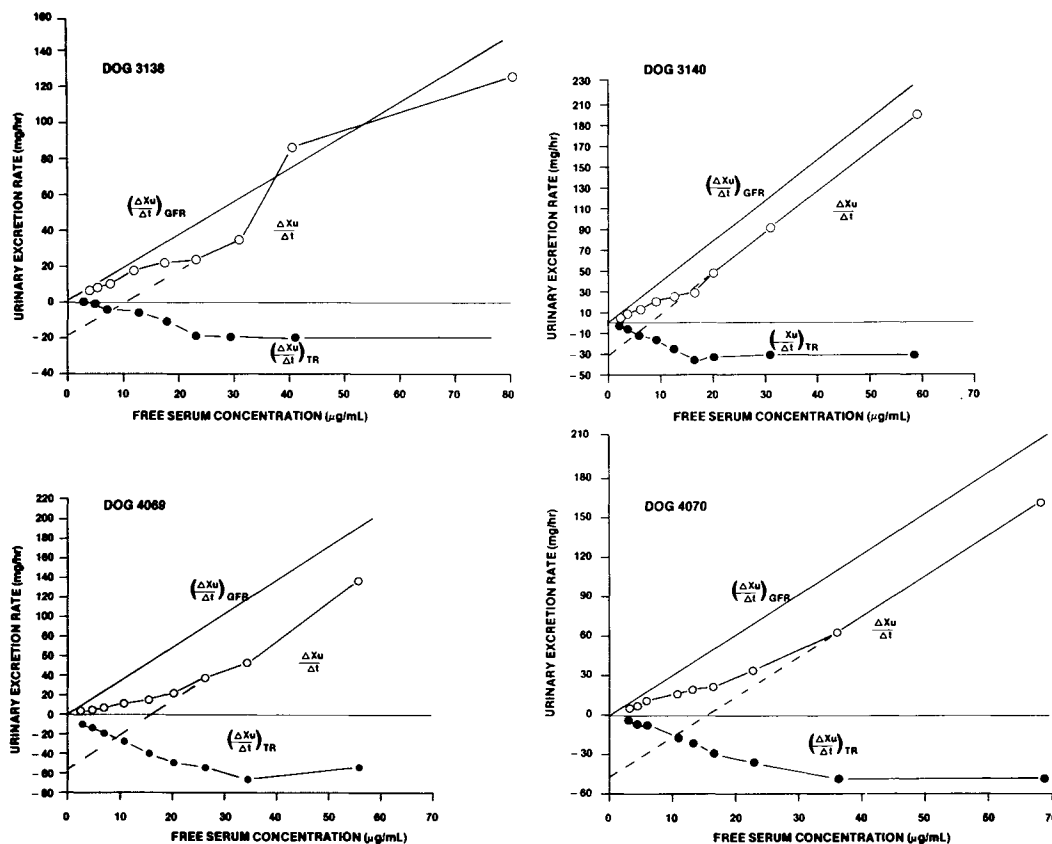 DOG 3138
URINARY EXCRETION RATE (mg/hr)
160
140
120
100
80
60
40
20
0
-20
-40
(ΔXu/Δt)GFR
ΔXu/Δt
(ΔXu/Δt)TR
0 10 20 30 40 50 60 70 80
FREE SERUM CONCENTRATION (μg/mL)
DOG 3140
URINARY EXCRETION RATE (mg/hr)
230
210
190
170
150
130
110
90
70
50
30
10
-10
-30
-50
(ΔXu/Δt)GFR
ΔXu/Δt
(Xu/Δt)TR
0 10 20 30 40 50 60 70
FREE SERUM CONCENTRATION (μg/mL)
DOG 4069
URINARY EXCRETION RATE (mg/hr)
220
200
180
160
140
120
100
80
60
40
20
0
-20
-40
-60
-80
(ΔXu/Δt)GFR
ΔXu/Δt
(ΔXu/Δt)TR
0 10 20 30 40 50 60 70
FREE SERUM CONCENTRATION (μg/mL)
DOG 4070
URINARY EXCRETION RATE (mg/hr)
210
180
150
120
90
60
30
0
-30
-60
(ΔXu/Δt)GFR
ΔXu/Δt
(ΔXu/Δt)TR
0 10 20 30 40 50 60 70
FREE SERUM CONCENTRATION (μg/mL)